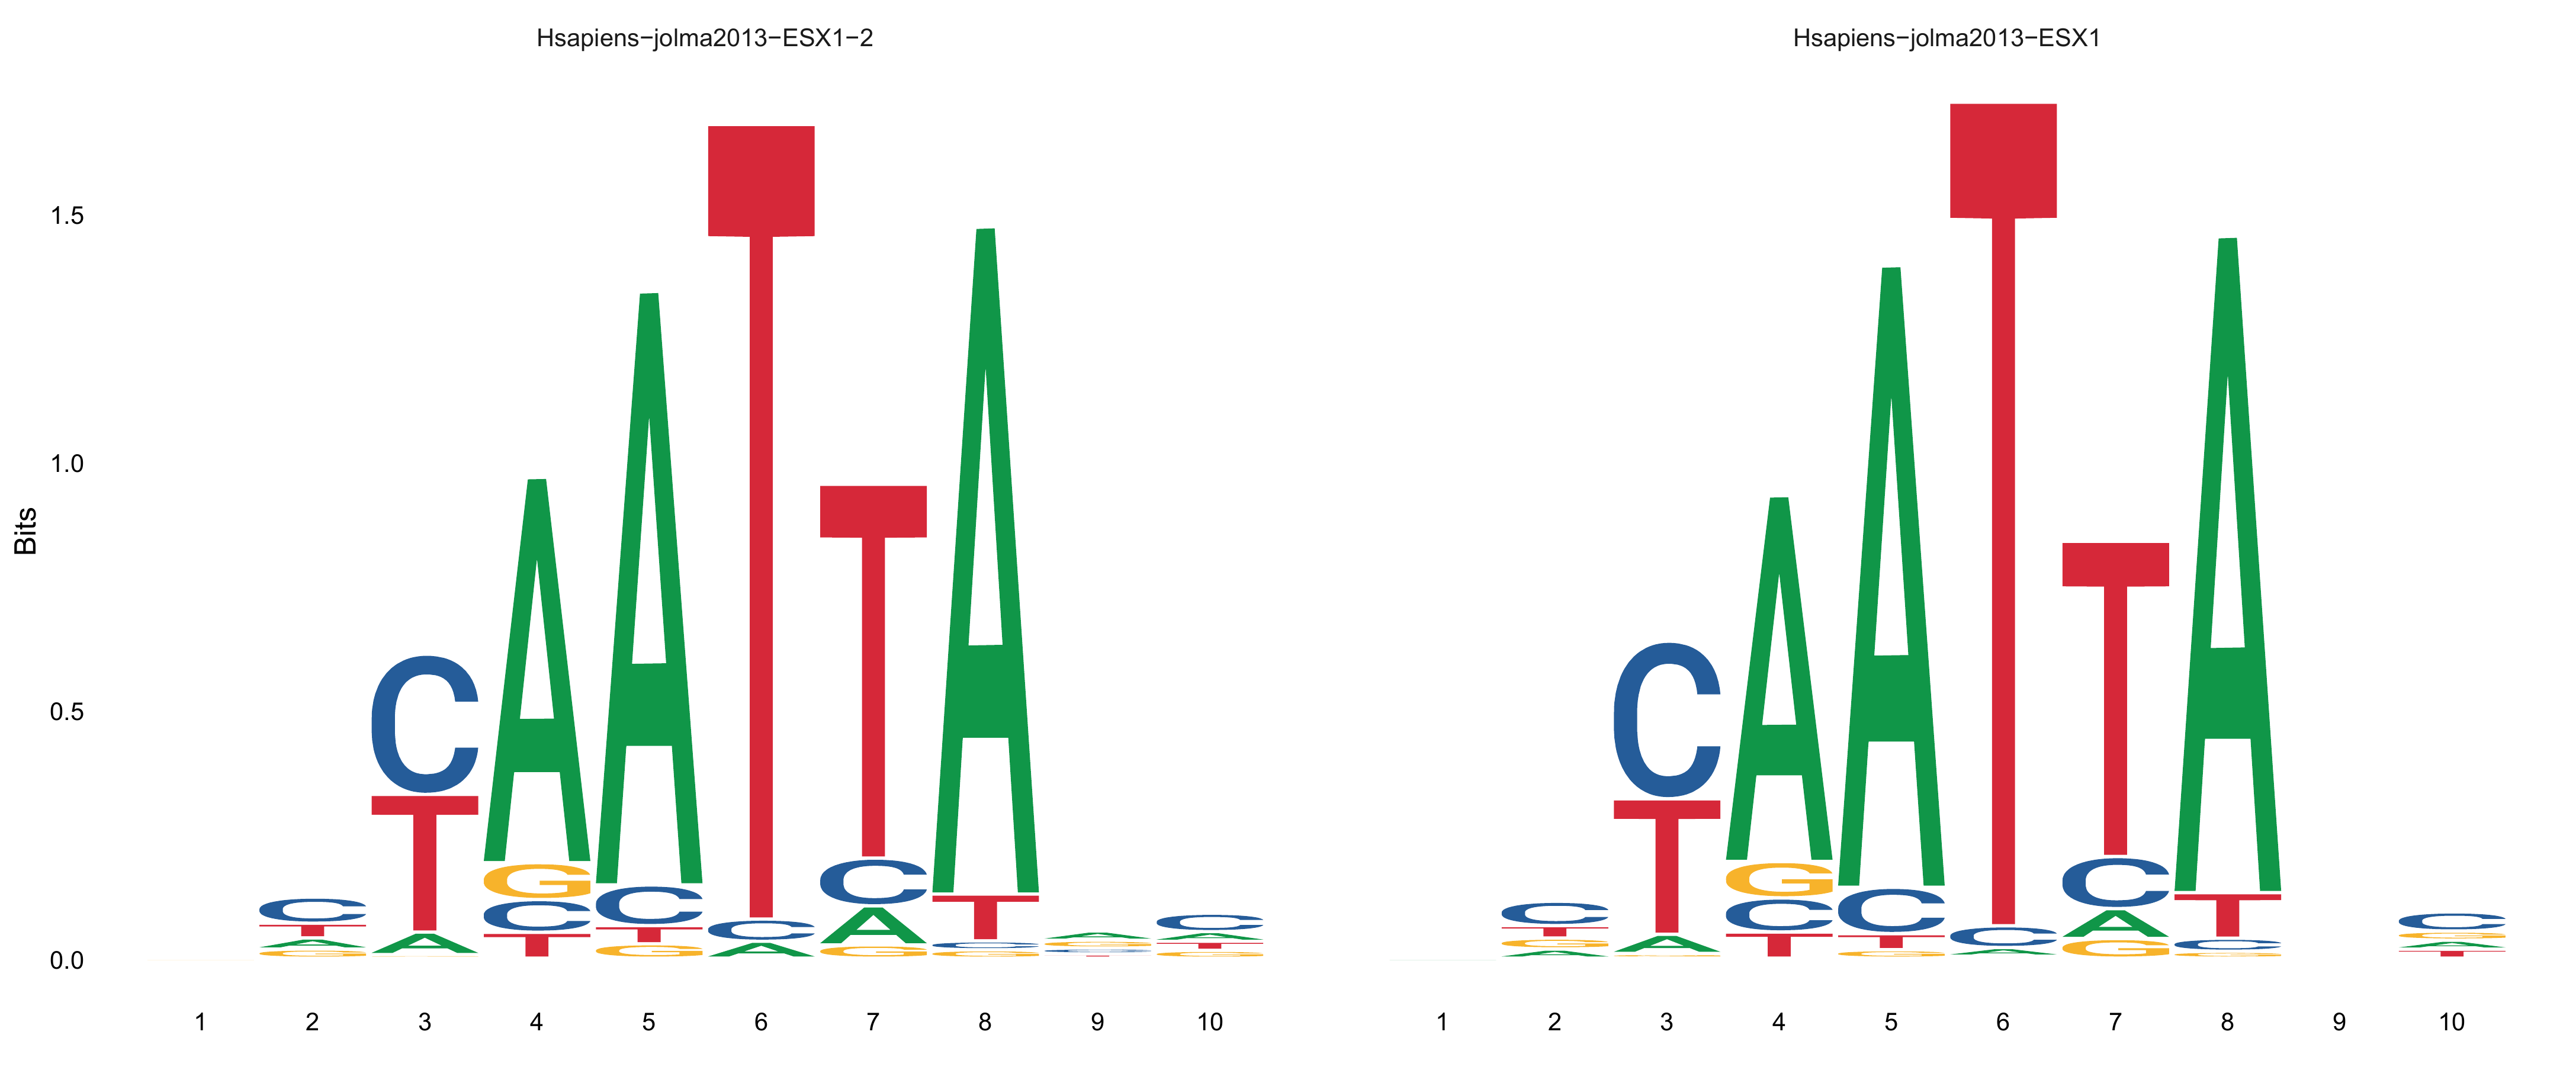 Hsapiens−jolma2013−ESX1−2
Hsapiens−jolma2013−ESX1
Bits
1.5
1.0
0.5
0.0
C T A G
C T A
A G C T
A C T G
T C A
T C A G
A T C G
A G C T
C A T G
C T G A
C T A G
A G C T
A C T G
T C A
T C A G
A T C G
C G A T
1 2 3 4 5 6 7 8 9 10
1 2 3 4 5 6 7 8 9 10